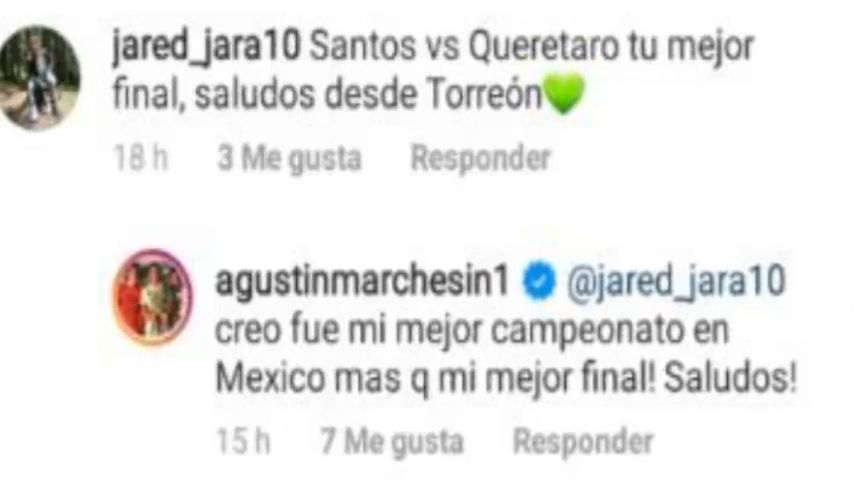 jared_jara10 Santos vs Queretaro tu mejor
final, saludos desde Torreón💚
18 h 3 Me gusta Responder
agustinmarchesin1 @jared_jara10
creo fue mi mejor campeonato en
Mexico mas q mi mejor final! Saludos!
15 h 7 Me gusta Responder